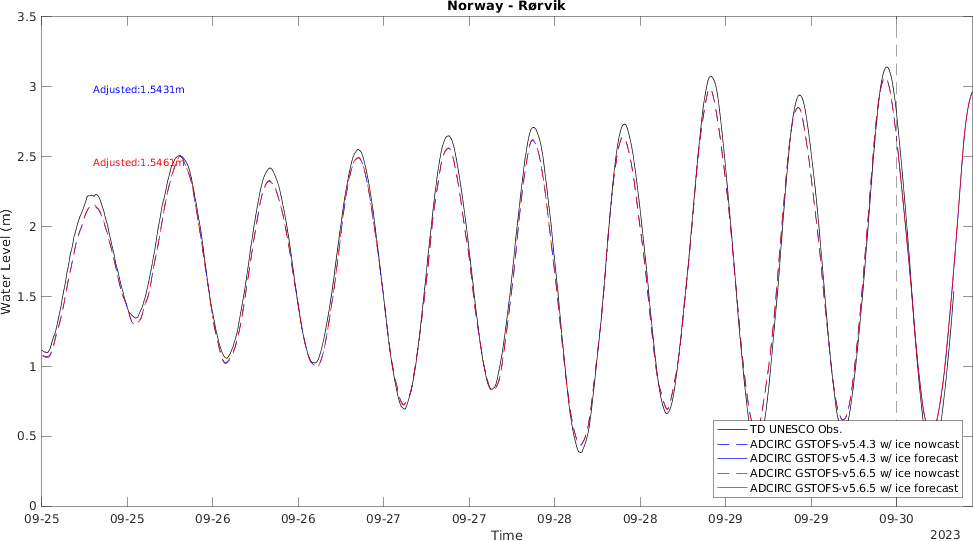 Norway - Rørvik
3.5
3
2.5
2
1.5
1
0.5
0
Water Level (m)
Adjusted:1.5431m
Adjusted:1.5461m
TD UNESCO Obs.
ADCIRC GSTOFS-v5.4.3 w/ ice nowcast
ADCIRC GSTOFS-v5.4.3 w/ ice forecast
ADCIRC GSTOFS-v5.6.5 w/ ice nowcast
ADCIRC GSTOFS-v5.6.5 w/ ice forecast
09-25 09-25 09-26 09-26 09-27 09-27 09-28 09-28 09-29 09-29 09-30
Time
2023